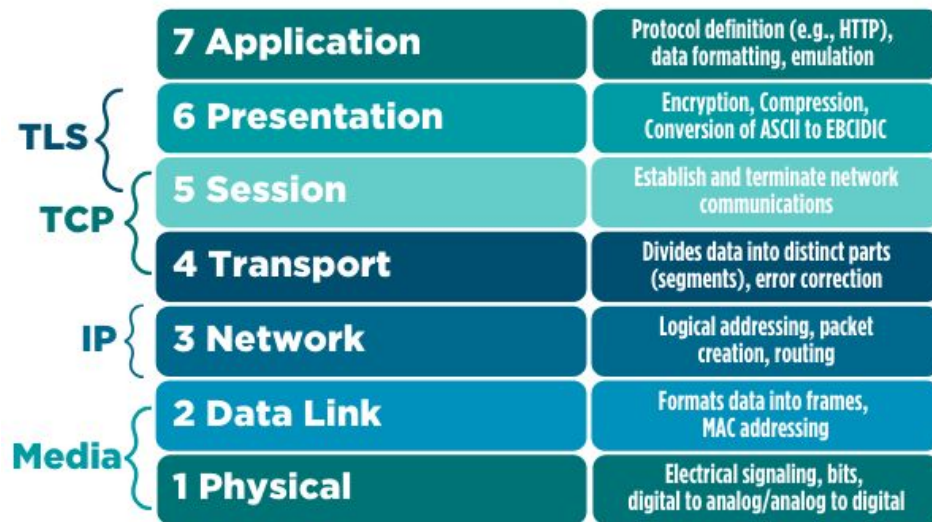 7 Application
Protocol definition (e.g., HTTP),
data formatting, emulation
TLS
6 Presentation
Encryption, Compression,
Conversion of ASCII to EBCIDIC
TCP
5 Session
Establish and terminate network
communications
4 Transport
Divides data into distinct parts
(segments), error correction
IP
3 Network
Logical addressing, packet
creation, routing
Media
2 Data Link
Formats data into frames,
MAC addressing
1 Physical
Electrical signaling, bits,
digital to analog/analog to digital